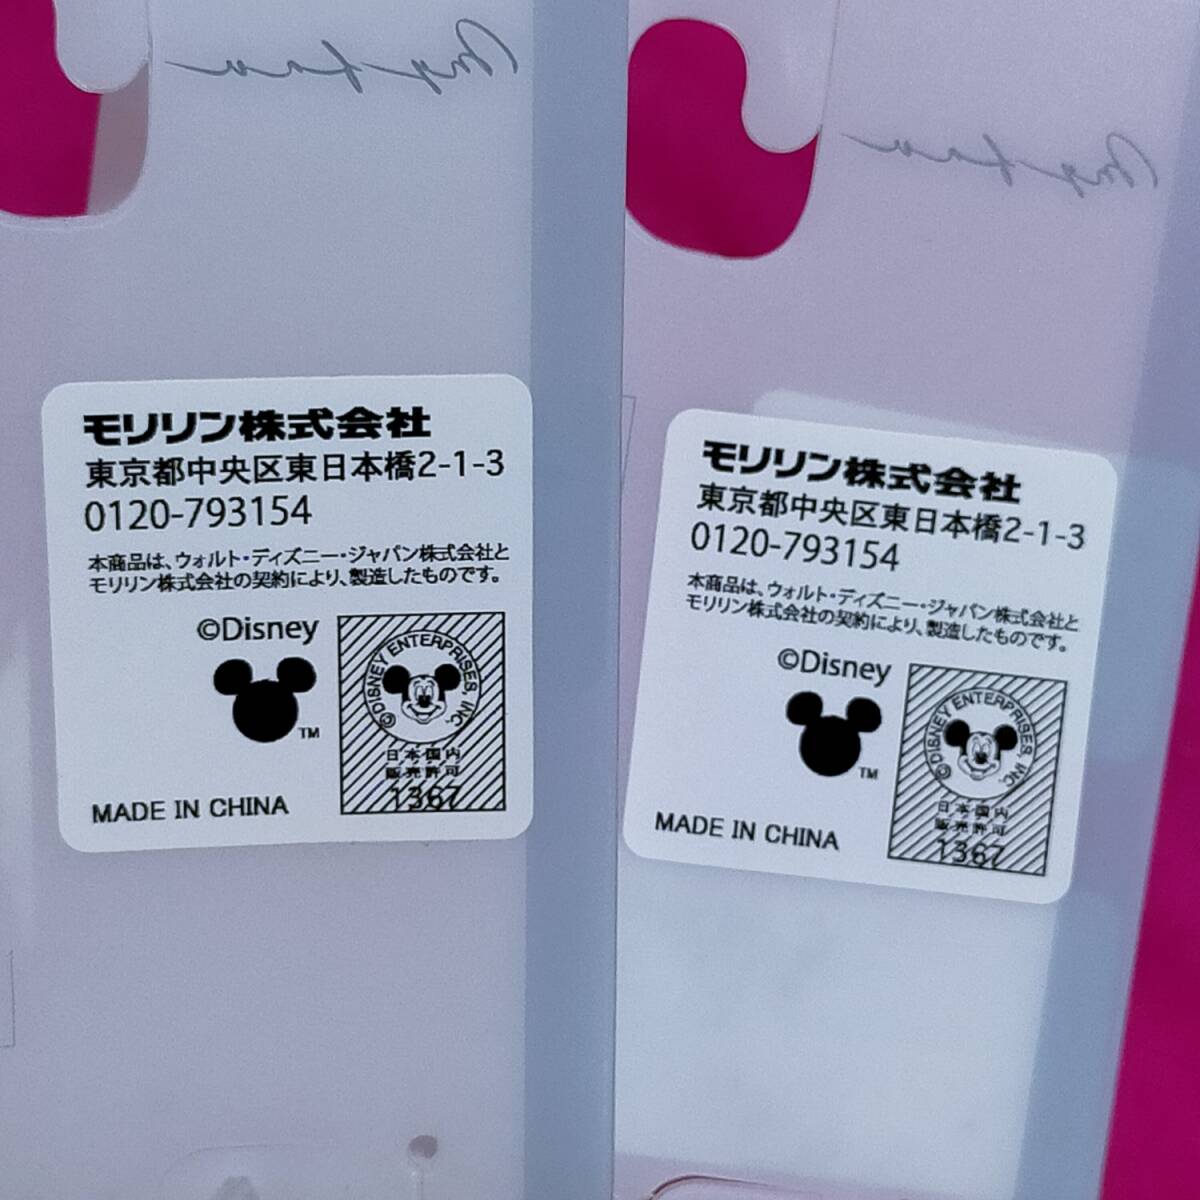 モリリン株式会社
東京都中央区東日本橋2-1-3
0120-793154
本商品は、ウォルト・ディズニー・ジャパン株式会社と
モリリン株式会社の契約により、製造したものです。
©Disney
TM
©DISNEY ENTERPRISES, INC.
日本国内
販売許可
1367
MADE IN CHINA
モリリン株式会社
東京都中央区東日本橋2-1-3
0120-793154
本商品は、ウォルト・ディズニー・ジャパン株式会社と
モリリン株式会社の契約により、製造したものです。
©Disney
TM
©DISNEY ENTERPRISES, INC.
日本国内
販売許可
1367
MADE IN CHINA